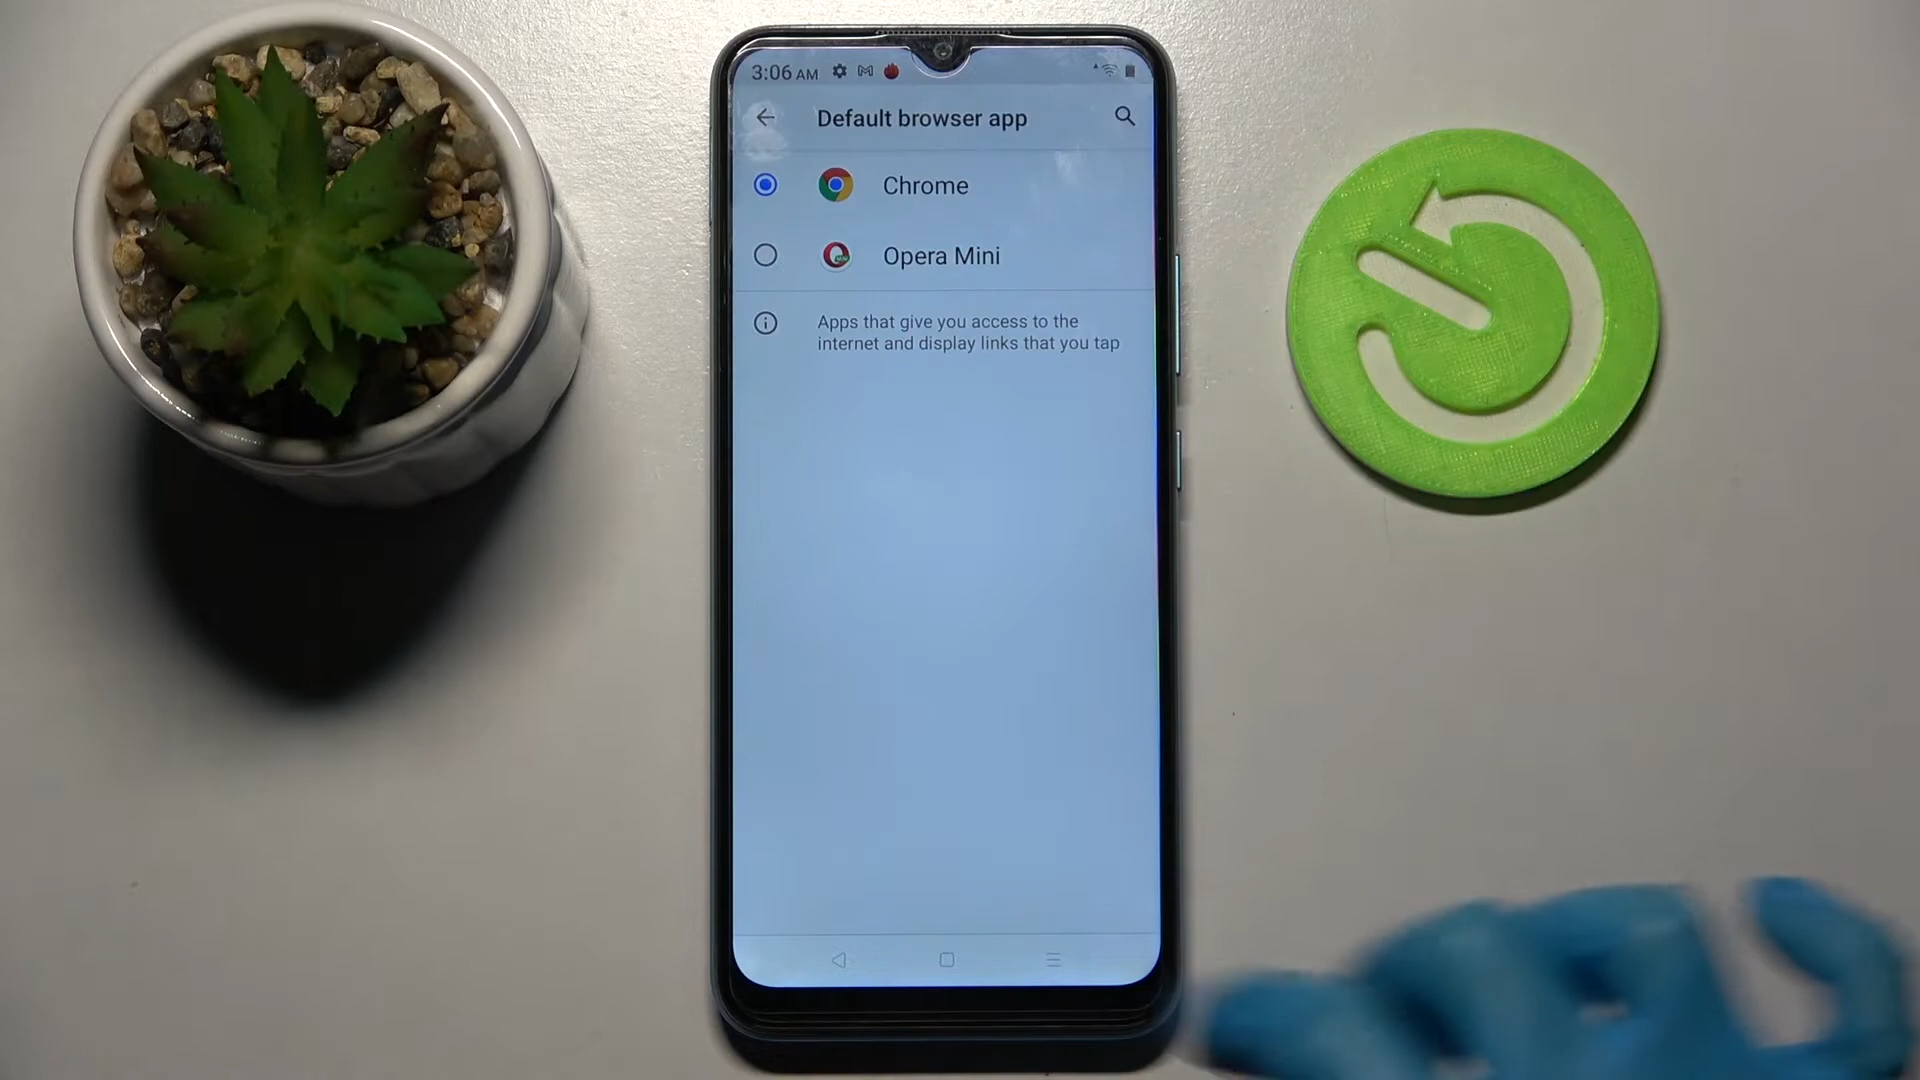 3:06 AM
Default browser app
Chrome
Opera Mini
Apps that give you access to the
internet and display links that you tap